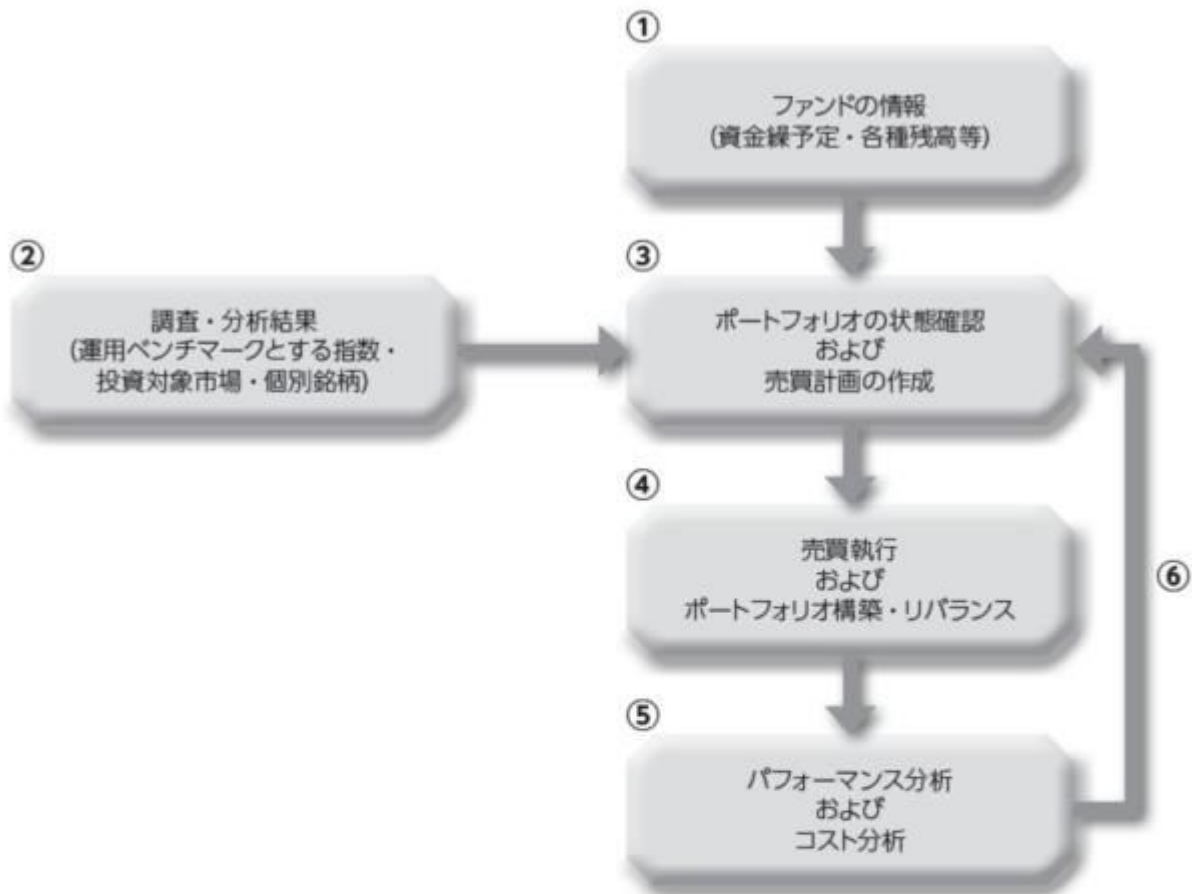 ①
ファンドの情報
(資金繰予定・各種残高等)
②
調査・分析結果
(運用ベンチマークとする指数・
投資対象市場・個別銘柄)
③
ポートフォリオの状態確認
および
売買計画の作成
④
売買執行
および
ポートフォリオ構築・リバランス
⑤
パフォーマンス分析
および
コスト分析
⑥